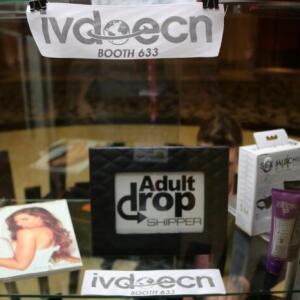 ivdoecn
BOOTH 633
Adult
drop
SHIPPER
ivdoecn
BOOTH 633